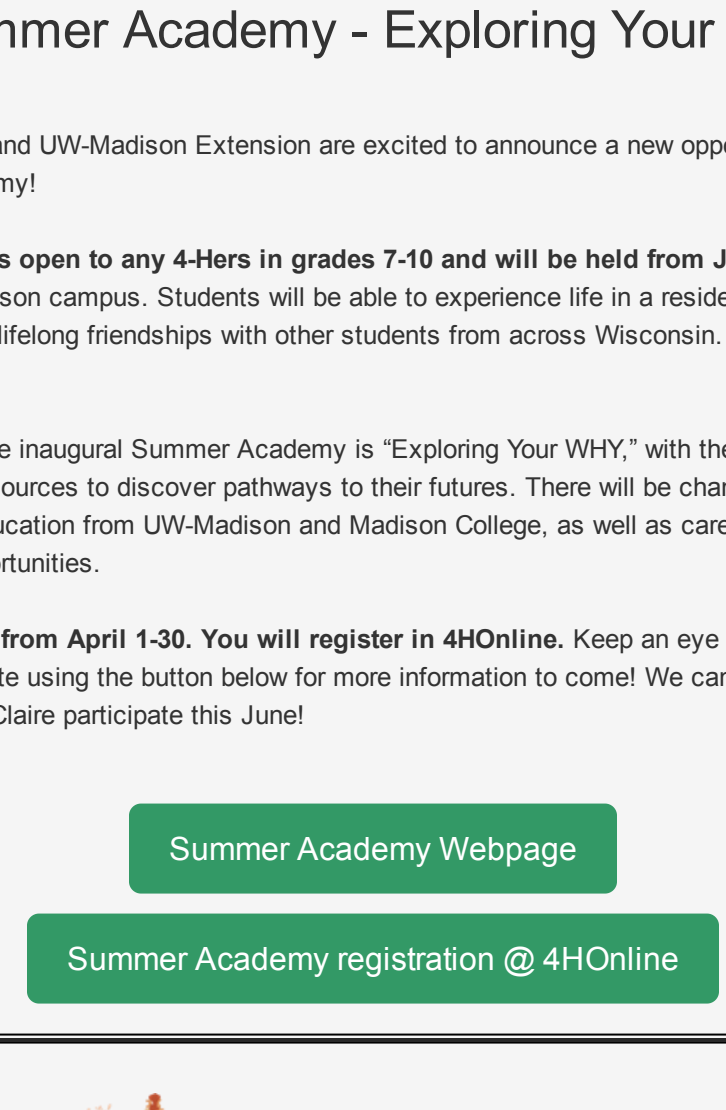 mmer Academy - Exploring Your
and UW-Madison Extension are excited to announce a new oppo
my!
s open to any 4-Hers in grades 7-10 and will be held from J
son campus. Students will be able to experience life in a reside
lifelong friendships with other students from across Wisconsin.
e inaugural Summer Academy is “Exploring Your WHY,” with the
ources to discover pathways to their futures. There will be chan
ucation from UW-Madison and Madison College, as well as care
rtunities.
from April 1-30. You will register in 4HOnline. Keep an eye
te using the button below for more information to come! We can
Claire participate this June!
Summer Academy Webpage
Summer Academy registration @ 4HOnline